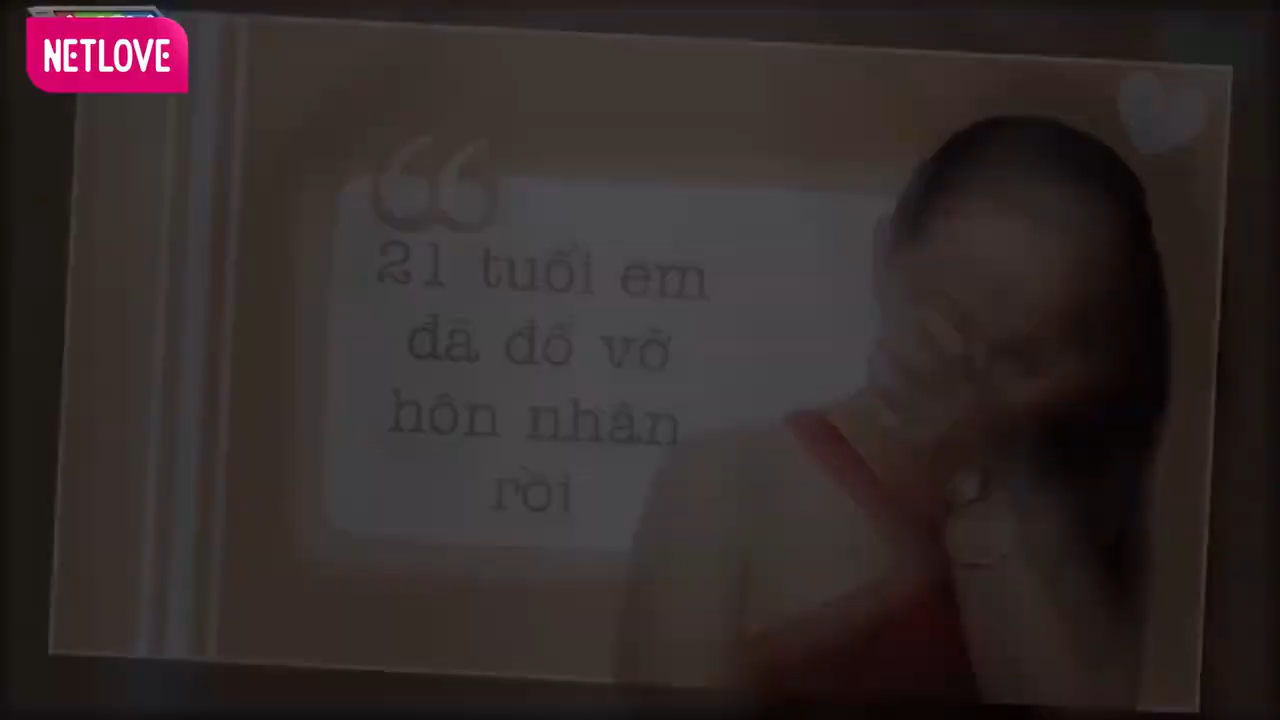 NETLOVE
21 tuổi em
đã đổ vỡ
hôn nhân
rồi